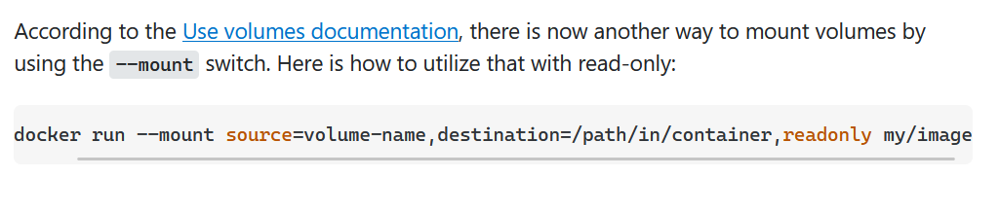 According to the Use volumes documentation, there is now another way to mount volumes by
using the --mount switch. Here is how to utilize that with read-only:
docker run --mount source=volume-name,destination=/path/in/container,readonly my/image